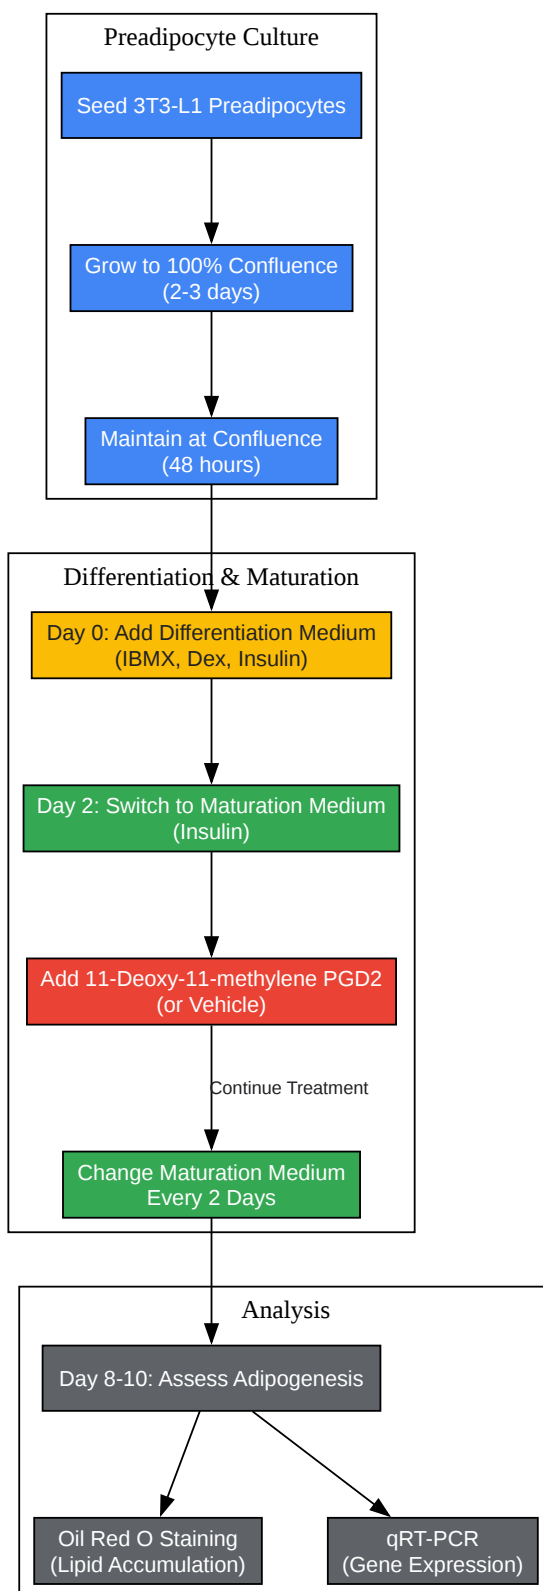 Preadipocyte Culture
Seed 3T3-L1 Preadipocytes
Grow to 100% Confluence
(2-3 days)
Maintain at Confluence
(48 hours)
Differentiation & Maturation
Day 0: Add Differentiation Medium
(IBMX, Dex, Insulin)
Day 2: Switch to Maturation Medium
(Insulin)
Add 11-Deoxy-11-methylene PGD2
(or Vehicle)
Continue Treatment
Change Maturation Medium
Every 2 Days
Analysis
Day 8-10: Assess Adipogenesis
Oil Red O Staining
(Lipid Accumulation)
qRT-PCR
(Gene Expression)